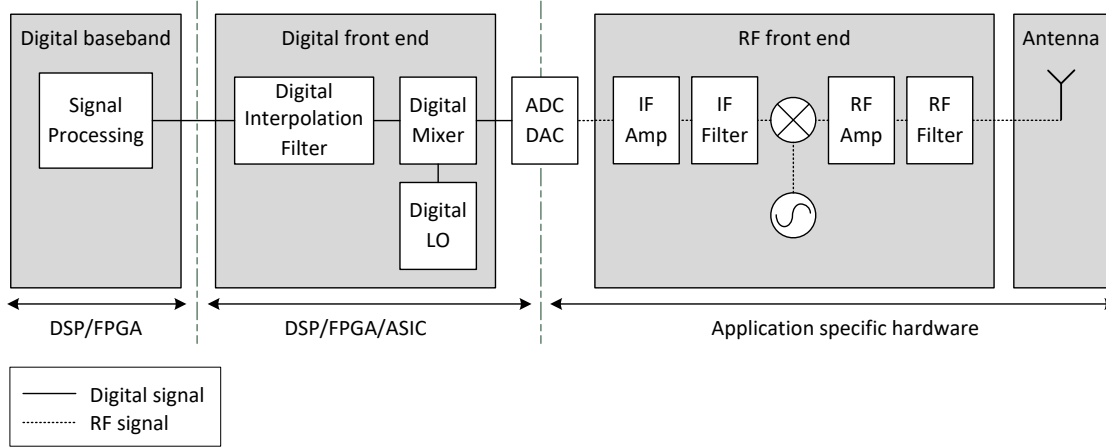 Digital baseband
Signal
Processing
Digital front end
Digital
Interpolation
Filter
Digital
Mixer
Digital
LO
ADC
DAC
RF front end
IF
Amp
IF
Filter
RF
Amp
RF
Filter
Antenna
DSP/FPGA
DSP/FPGA/ASIC
Application specific hardware
Digital signal
RF signal